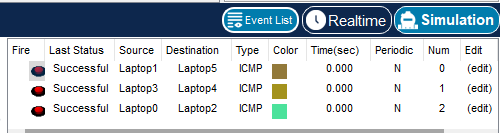 Event List Realtime Simulation
Fire Last Status Source Destination Type Color Time(sec) Periodic Num Edit
Successful Laptop1 Laptop5 ICMP 0.000 N 0 (edit)
Successful Laptop3 Laptop4 ICMP 0.000 N 1 (edit)
Successful Laptop0 Laptop2 ICMP 0.000 N 2 (edit)